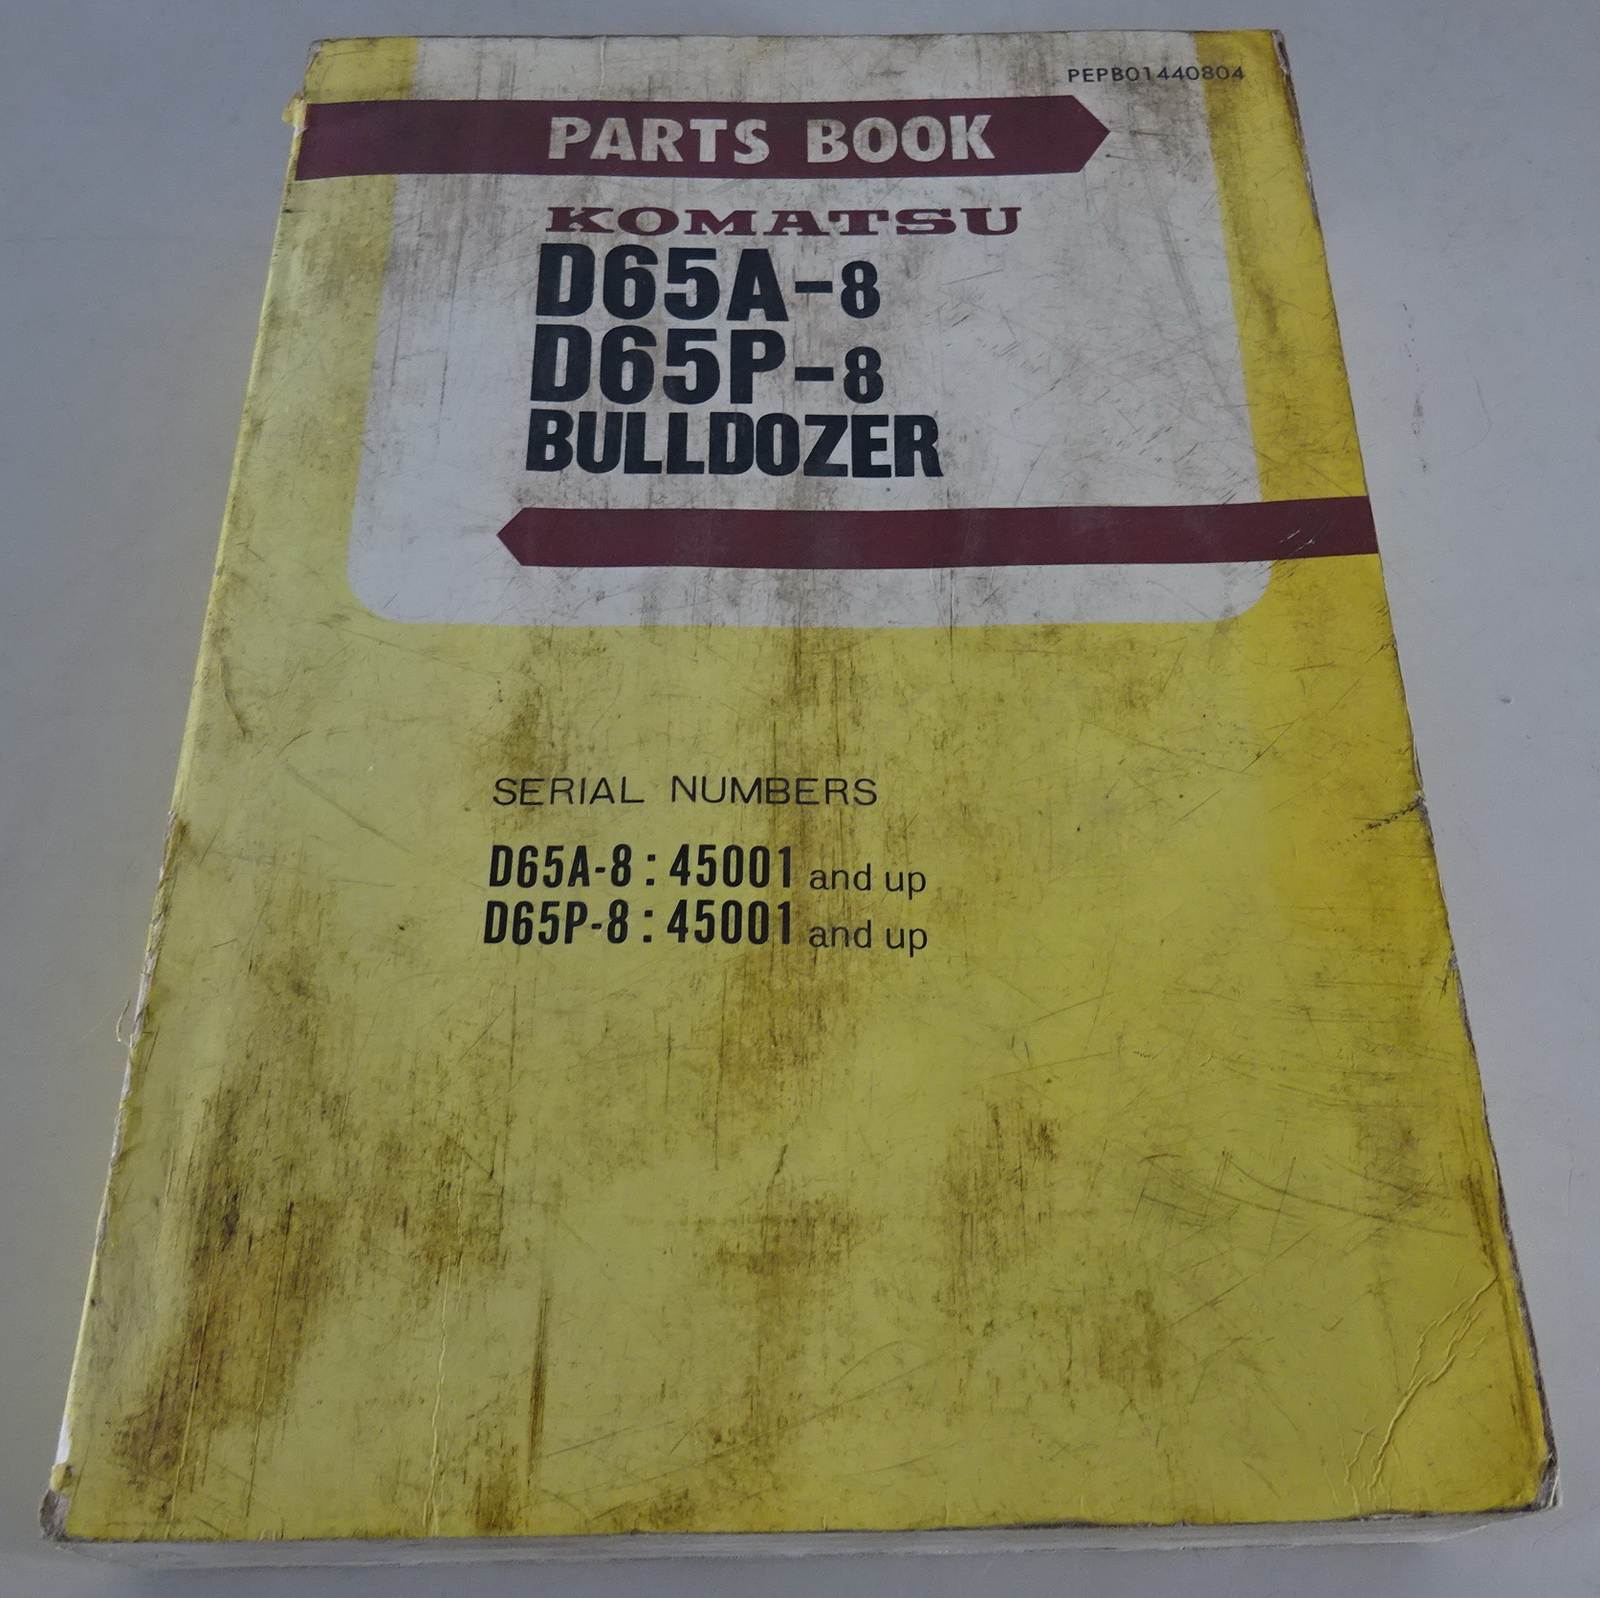 PEPB01440804
PARTS BOOK
KOMATSU
D65A-8
D65P-8
BULLDOZER
SERIAL NUMBERS
D65A-8 : 45001 and up
D65P-8 : 45001 and up